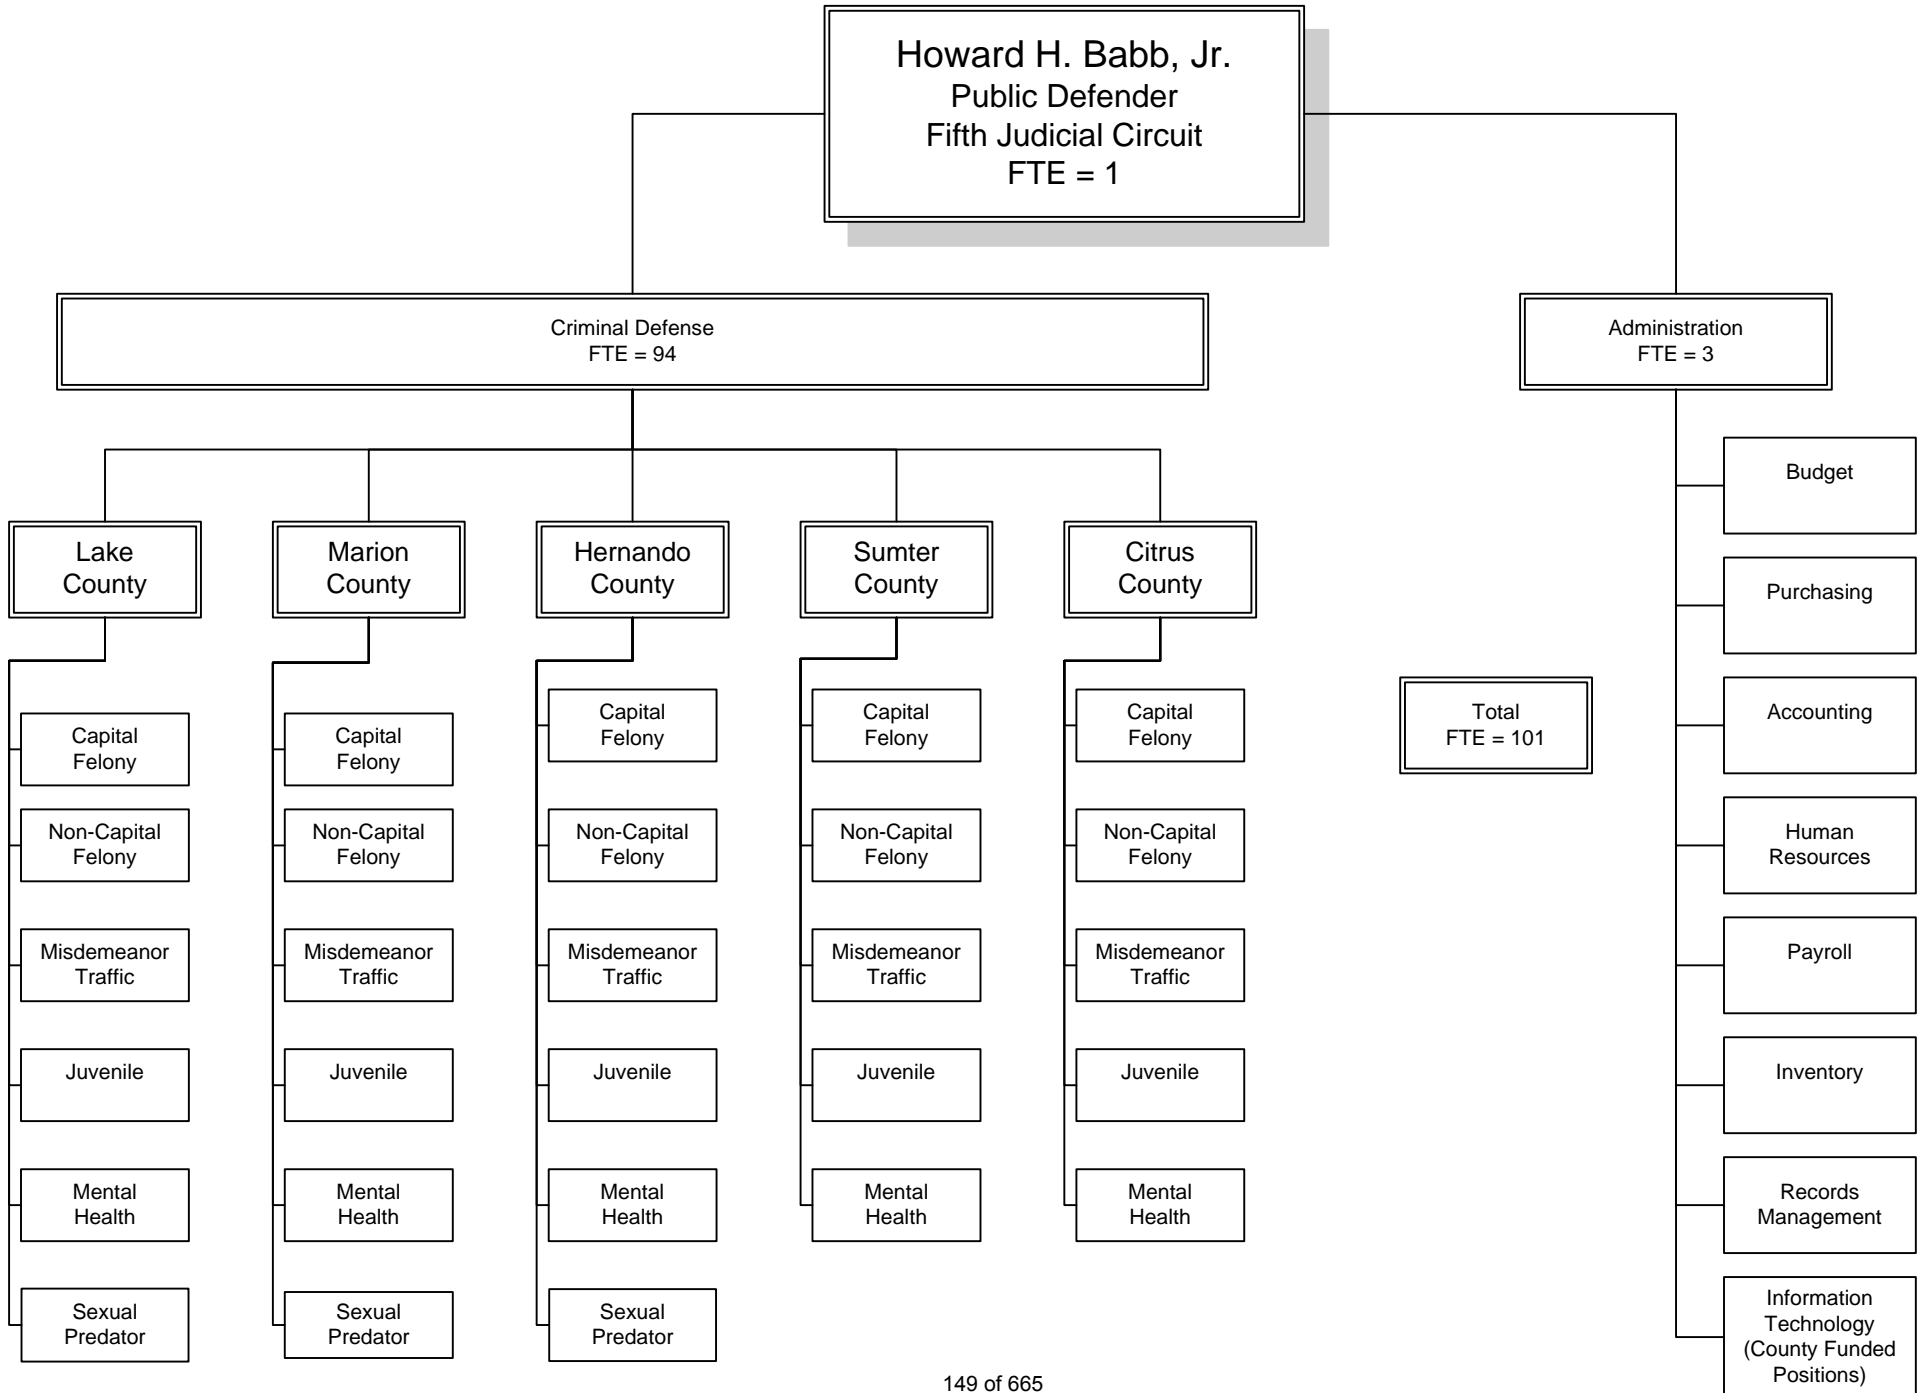 Howard H. Babb, Jr.
Public Defender
Fifth Judicial Circuit
FTE = 1
Criminal Defense
FTE = 94
Administration
FTE = 3
Lake
County
Capital
Felony
Non-Capital
Felony
Misdemeanor
Traffic
Juvenile
Mental
Health
Sexual
Predator
Marion
County
Capital
Felony
Non-Capital
Felony
Misdemeanor
Traffic
Juvenile
Mental
Health
Sexual
Predator
Hernando
County
Capital
Felony
Non-Capital
Felony
Misdemeanor
Traffic
Juvenile
Mental
Health
Sexual
Predator
Sumter
County
Capital
Felony
Non-Capital
Felony
Misdemeanor
Traffic
Juvenile
Mental
Health
Citrus
County
Capital
Felony
Non-Capital
Felony
Misdemeanor
Traffic
Juvenile
Mental
Health
Total
FTE = 101
Budget
Purchasing
Accounting
Human
Resources
Payroll
Inventory
Records
Management
Information
Technology
(County Funded
Positions)
149 of 665